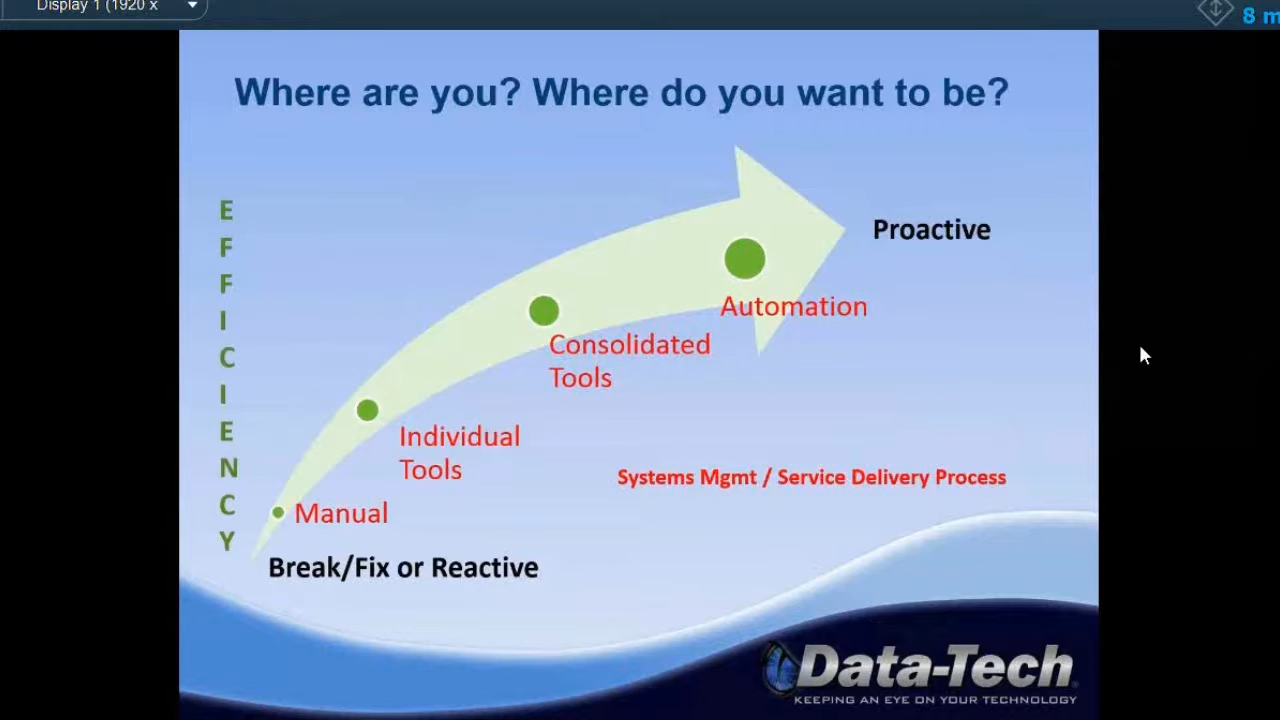 Display 1 (1920 x
8 m
Where are you? Where do you want to be?
EFFICIENCY
Proactive
Automation
Consolidated
Tools
Individual
Tools
Systems Mgmt / Service Delivery Process
Manual
Break/Fix or Reactive
Data-Tech
KEEPING AN EYE ON YOUR TECHNOLOGY